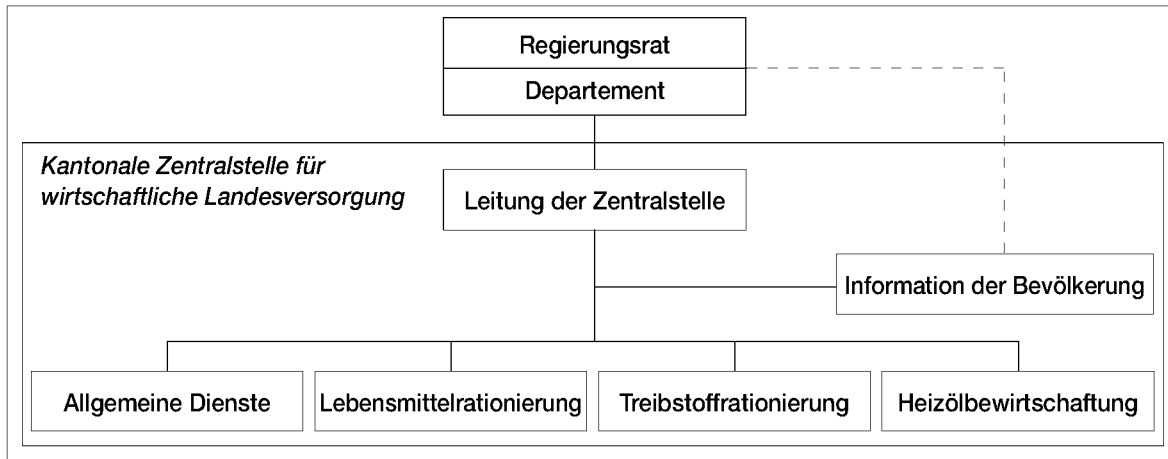 Regierungsrat
Departement
Kantonale Zentralstelle für
wirtschaftliche Landesversorgung
Leitung der Zentralstelle
Information der Bevölkerung
Allgemeine Dienste
Lebensmittelrationierung
Treibstoffrationierung
Heizölbewirtschaftung